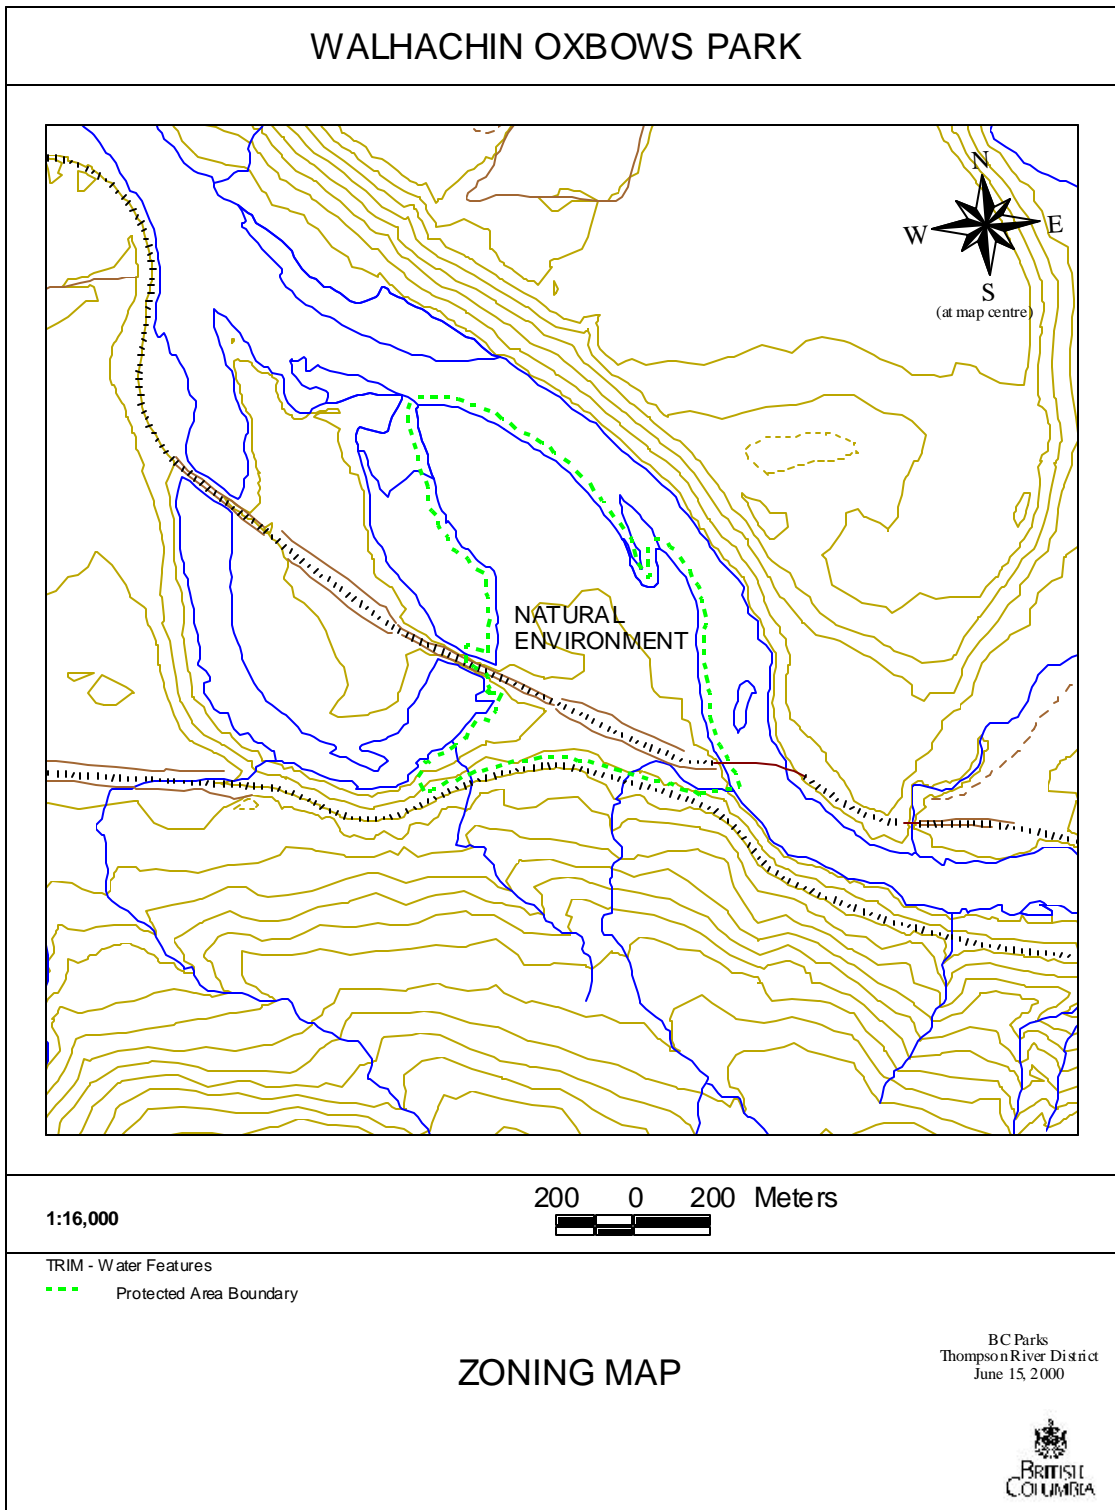 WALHACHIN OXBOWS PARK
N
W
E
S
(at map centre)
NATURAL
ENVIRONMENT
1:16,000
200 0 200 Meters
TRIM - Water Features
Protected Area Boundary
ZONING MAP
BC Parks
Thompson River District
June 15, 2000
BRITISH
COLUMBIA